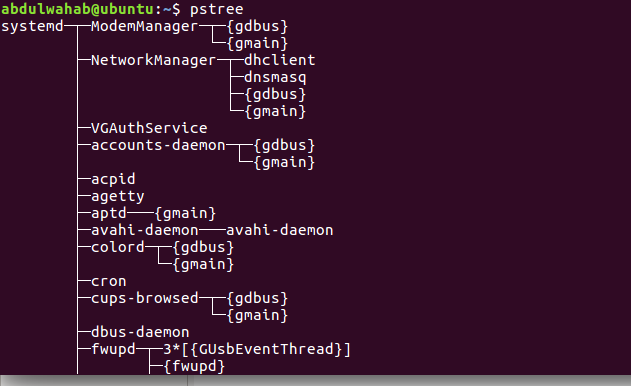 abdulwahab@ubuntu:~$ pstree
systemd─┬─ModemManager─┬─{gdbus}
        │              └─{gmain}
        ├─NetworkManager─┬─dhclient
        │                ├─dnsmasq
        │                ├─{gdbus}
        │                └─{gmain}
        ├─VGAuthService
        ├─accounts-daemon─┬─{gdbus}
        │                 └─{gmain}
        ├─acpid
        ├─agetty
        ├─aptd───{gmain}
        ├─avahi-daemon───avahi-daemon
        ├─colord─┬─{gdbus}
        │        └─{gmain}
        ├─cron
        ├─cups-browsed─┬─{gdbus}
        │              └─{gmain}
        ├─dbus-daemon
        ├─fwupd─┬─3*[{GUsbEventThread}]
        │       ├─{fwupd}